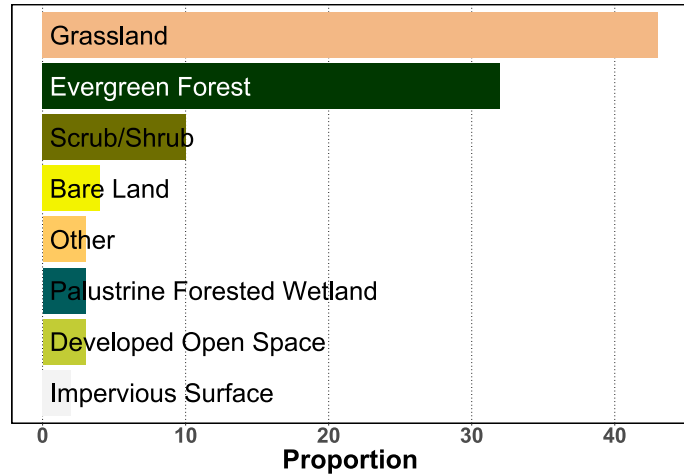 Grassland
Evergreen Forest
Scrub/Shrub
Bare Land
Other
Palustrine Forested Wetland
Developed Open Space
Impervious Surface
0 10 20 30 40
Proportion